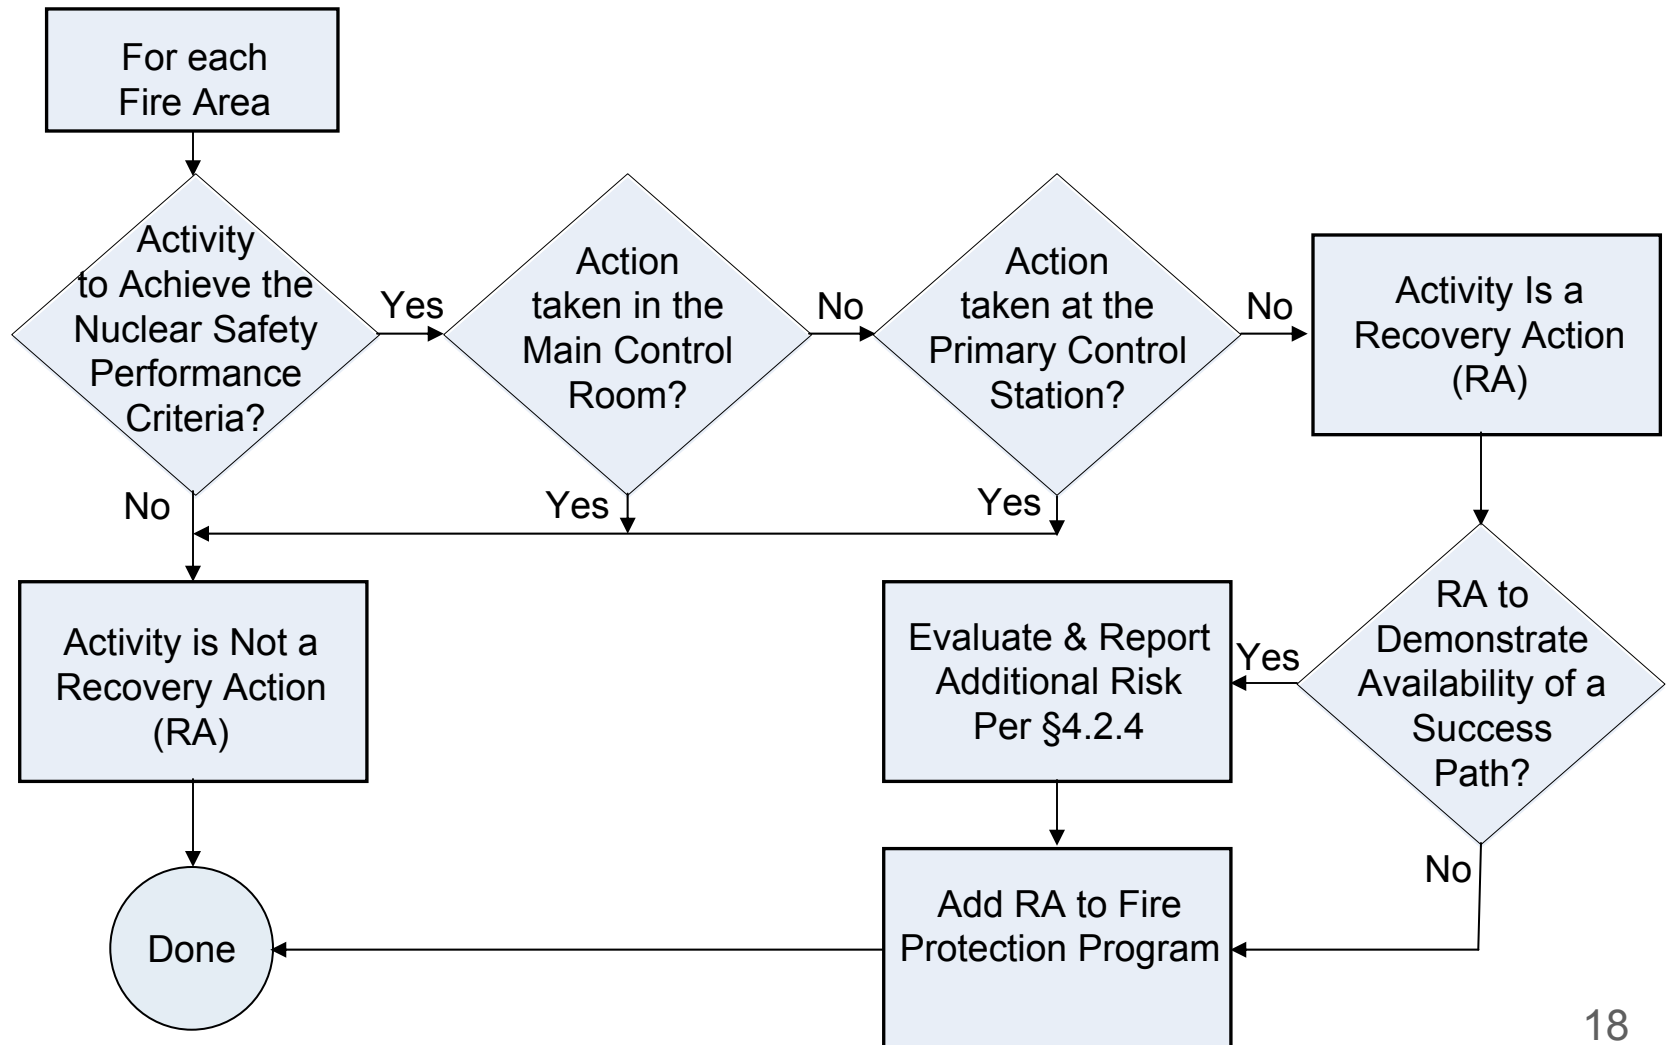 For each
Fire Area
Activity
to Achieve the
Nuclear Safety
Performance
Criteria?
Yes
No
Action
taken in the
Main Control
Room?
No
Yes
Action
taken at the
Primary Control
Station?
No
Yes
Activity Is a
Recovery Action
(RA)
RA to
Demonstrate
Availability of a
Success
Path?
Yes
No
Evaluate & Report
Additional Risk
Per §4.2.4
Add RA to Fire
Protection Program
Activity is Not a
Recovery Action
(RA)
Done
18